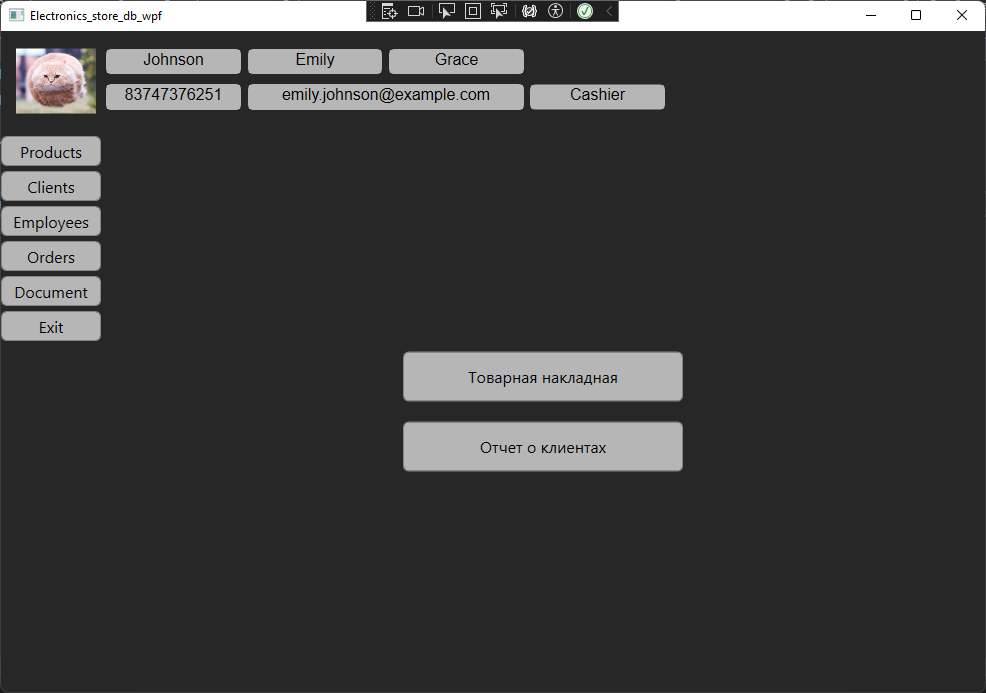 Electronics_store_db_wpf
Johnson Emily Grace
83747376251 emily.johnson@example.com Cashier
Products
Clients
Employees
Orders
Document
Exit
Товарная накладная
Отчет о клиентах